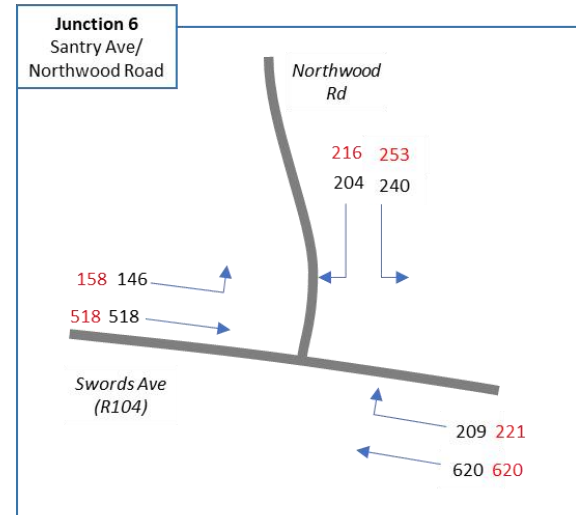 Junction 6
Santry Ave/
Northwood Road
Northwood
Rd
216 253
204 240
158 146
518 518
Swords Ave
(R104)
209 221
620 620